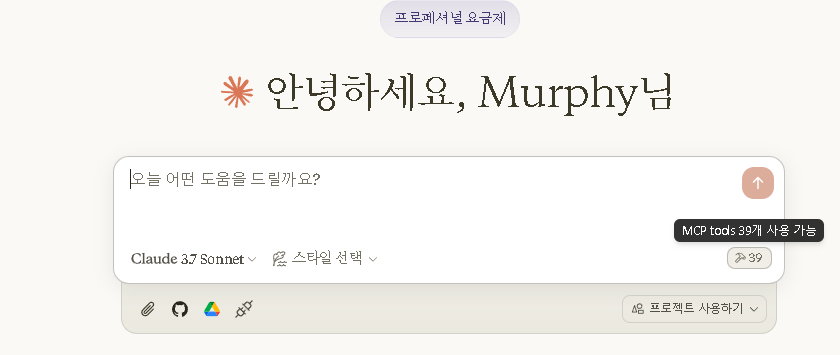 프로페셔널 요금제
안녕하세요, Murphy님
오늘 어떤 도움을 드릴까요?
MCP tools 39개 사용 가능
Claude 3.7 Sonnet
스타일 선택
39
프로젝트 사용하기